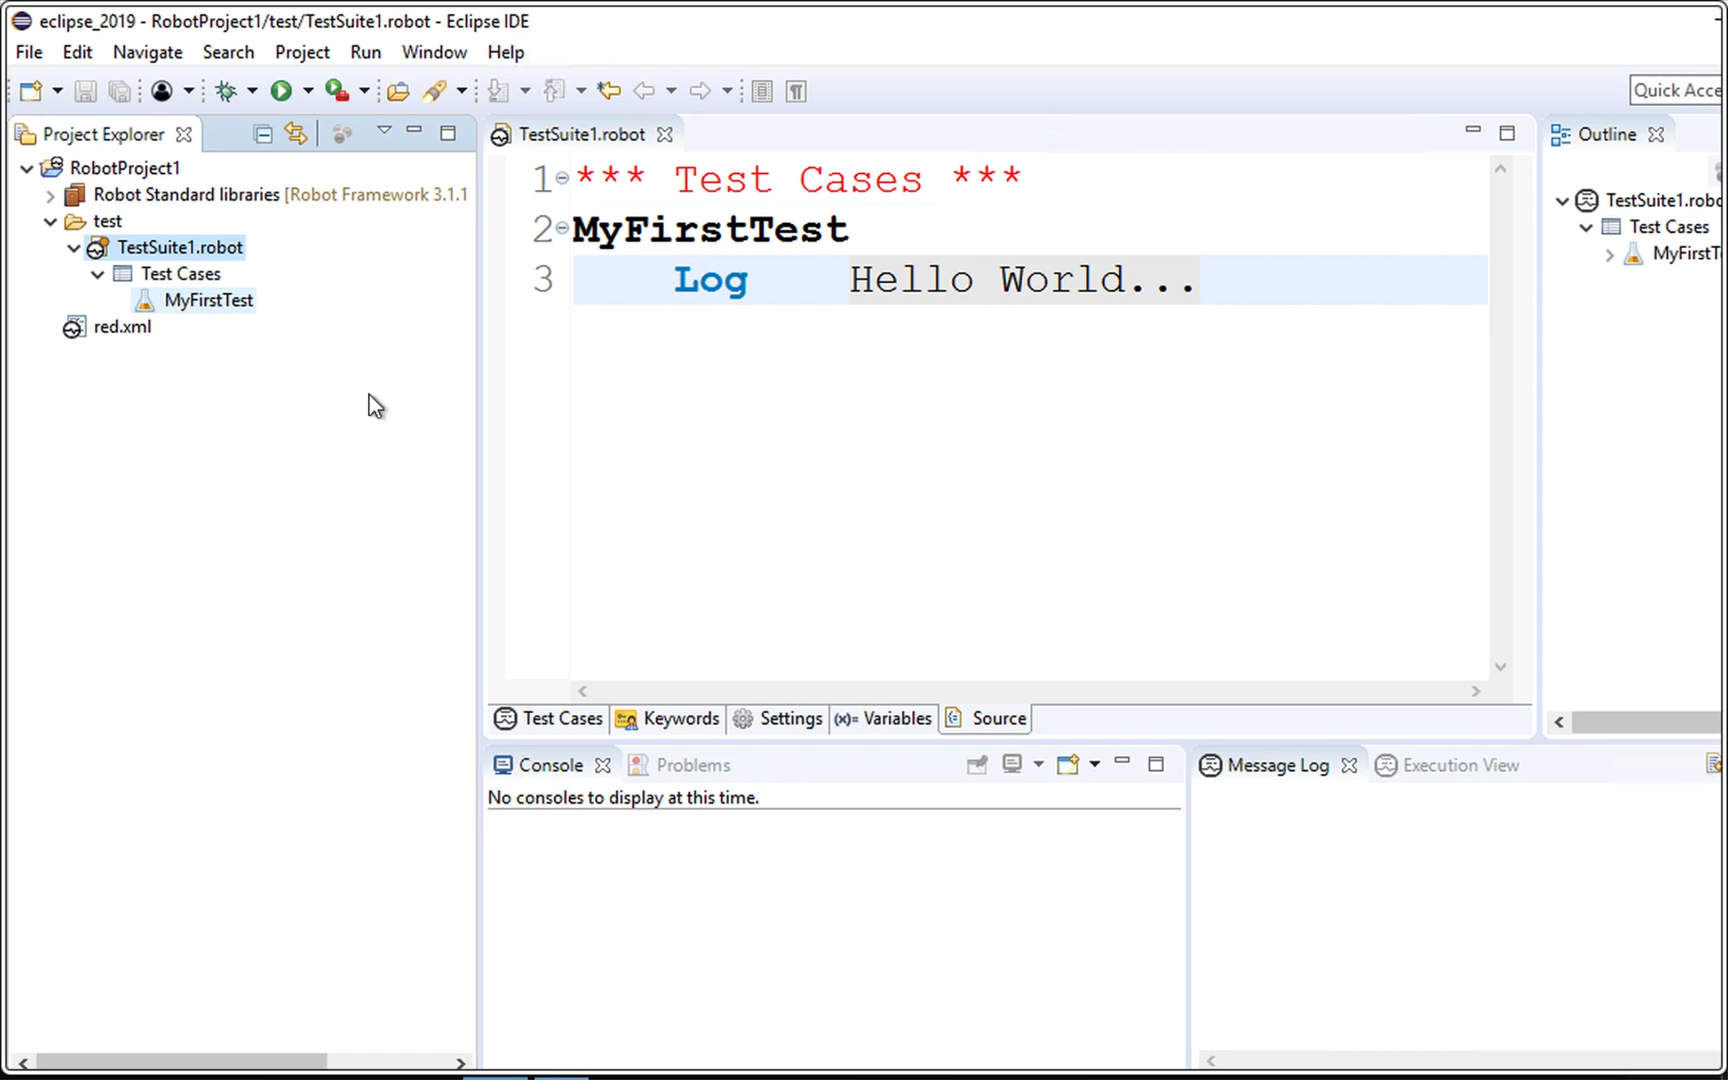 eclipse_2019 - RobotProject1/test/TestSuite1.robot - Eclipse IDE
File Edit Navigate Search Project Run Window Help
Quick Acce
Project Explorer
RobotProject1
Robot Standard libraries [Robot Framework 3.1.1
test
TestSuite1.robot
Test Cases
MyFirstTest
red.xml
TestSuite1.robot
1 *** Test Cases ***
2 MyFirstTest
3 Log Hello World...
Test Cases Keywords Settings (x)= Variables Source
Outline
TestSuite1.robo
Test Cases
MyFirstT
Console Problems
No consoles to display at this time.
Message Log Execution View